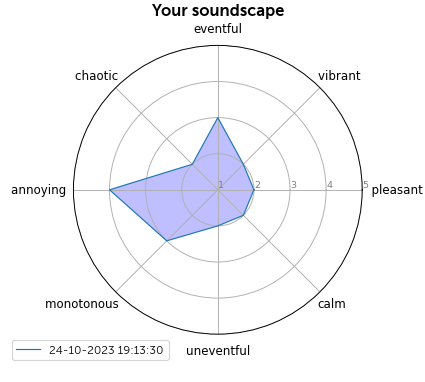 Your soundscape
eventful
chaotic
vibrant
annoying
1 2 3 4 5
pleasant
monotonous
calm
24-10-2023 19:13:30
uneventful